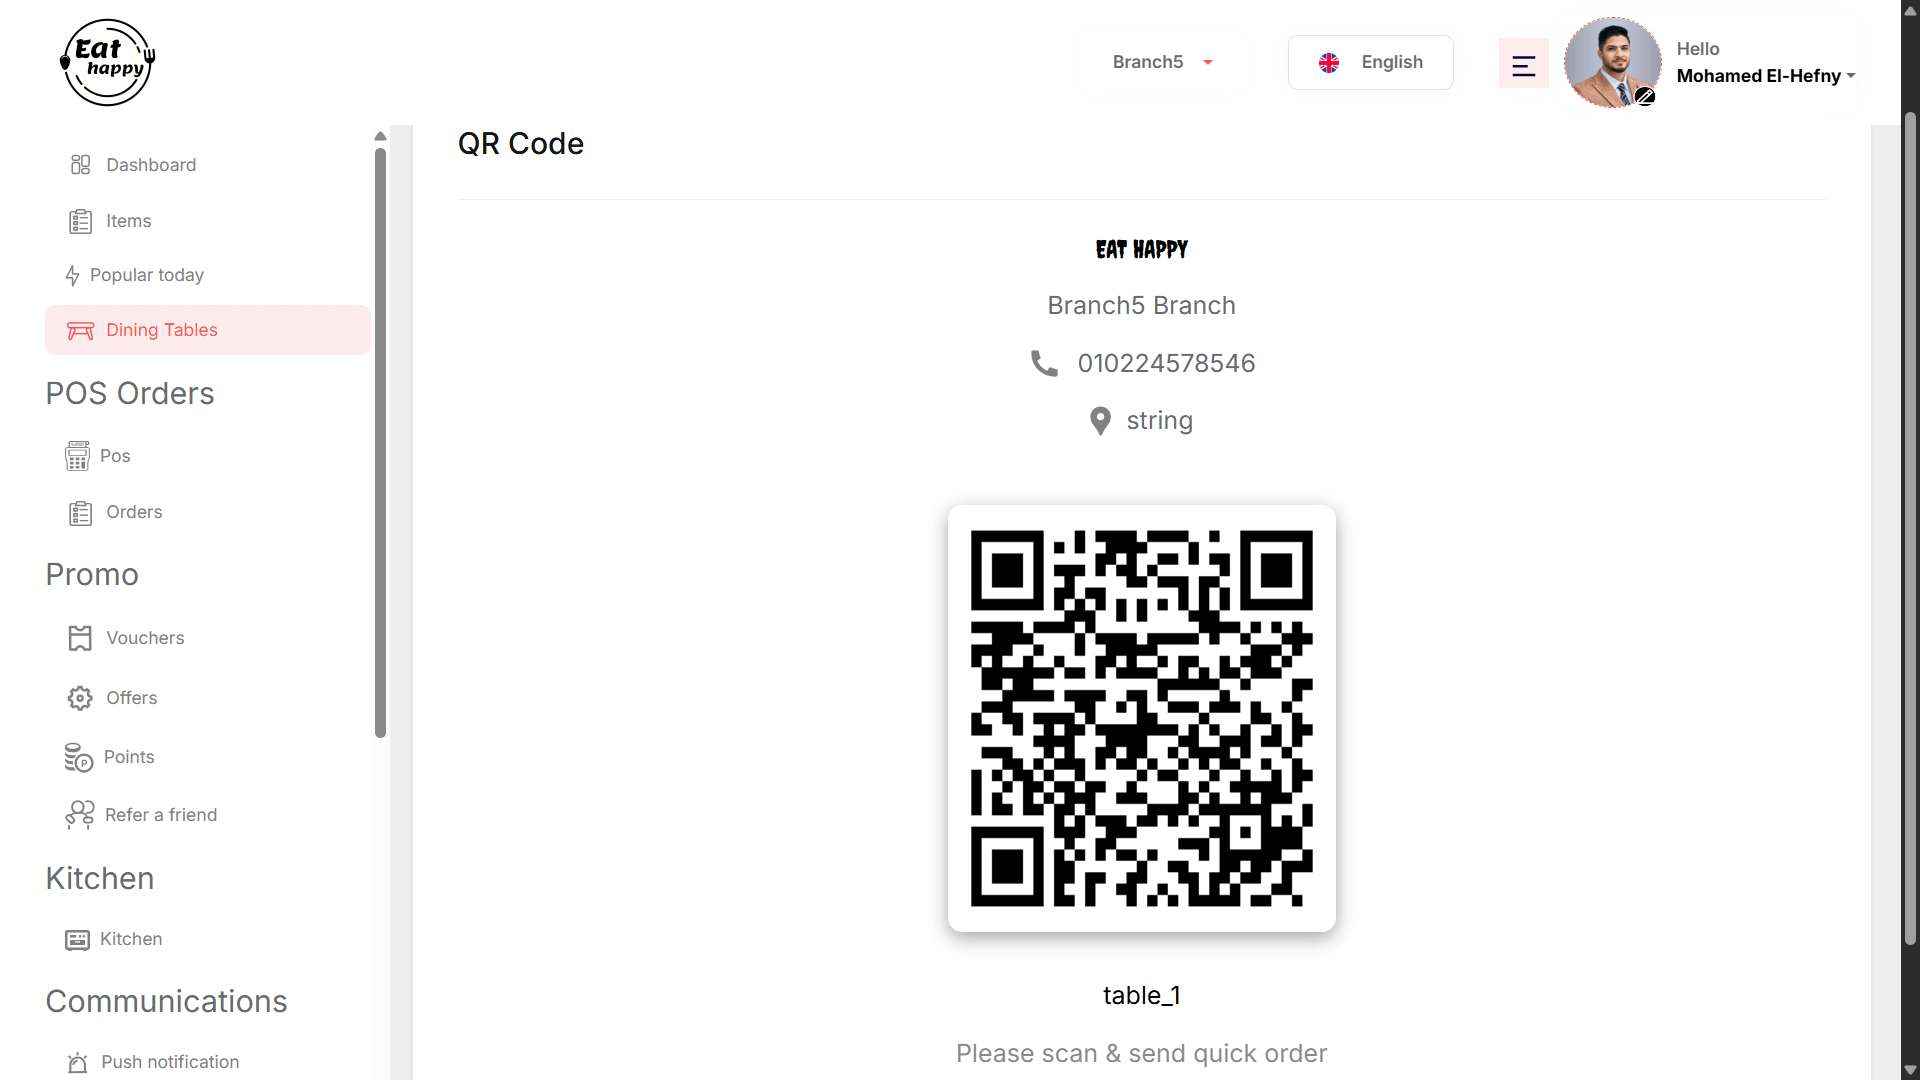 Eat
happy
Branch5
English
Hello
Mohamed El-Hefny
Dashboard
Items
Popular today
Dining Tables
POS Orders
Pos
Orders
Promo
Vouchers
Offers
Points
Refer a friend
Kitchen
Kitchen
Communications
Push notification
QR Code
EAT HAPPY
Branch5 Branch
010224578546
string
table_1
Please scan & send quick order